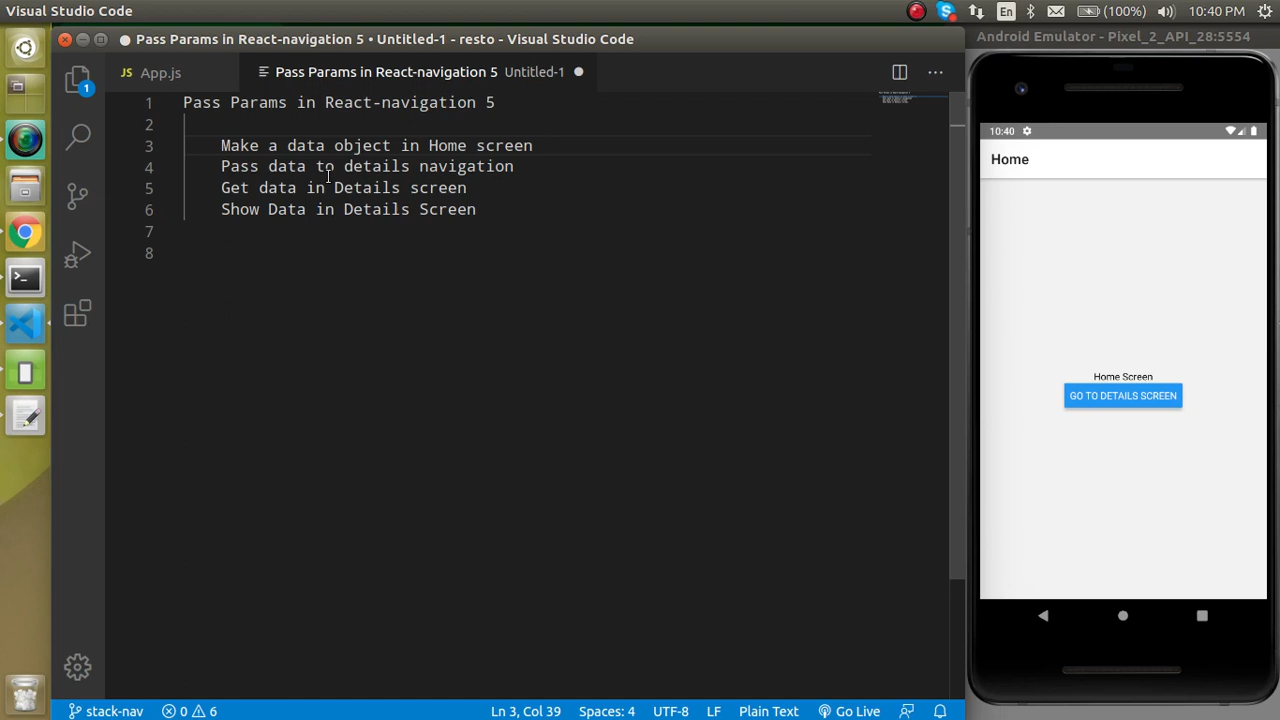 Visual Studio Code
En
(100%)
10:40 PM
Pass Params in React-navigation 5 • Untitled-1 - resto - Visual Studio Code
Android Emulator - Pixel_2_API_28:5554
1
JS App.js
Pass Params in React-navigation 5 Untitled-1
1 Pass Params in React-navigation 5
2
3 Make a data object in Home screen
4 Pass data to details navigation
5 Get data in Details screen
6 Show Data in Details Screen
7
8
10:40
Home
Home Screen
GO TO DETAILS SCREEN
stack-nav
0
6
Ln 3, Col 39
Spaces: 4
UTF-8
LF
Plain Text
Go Live